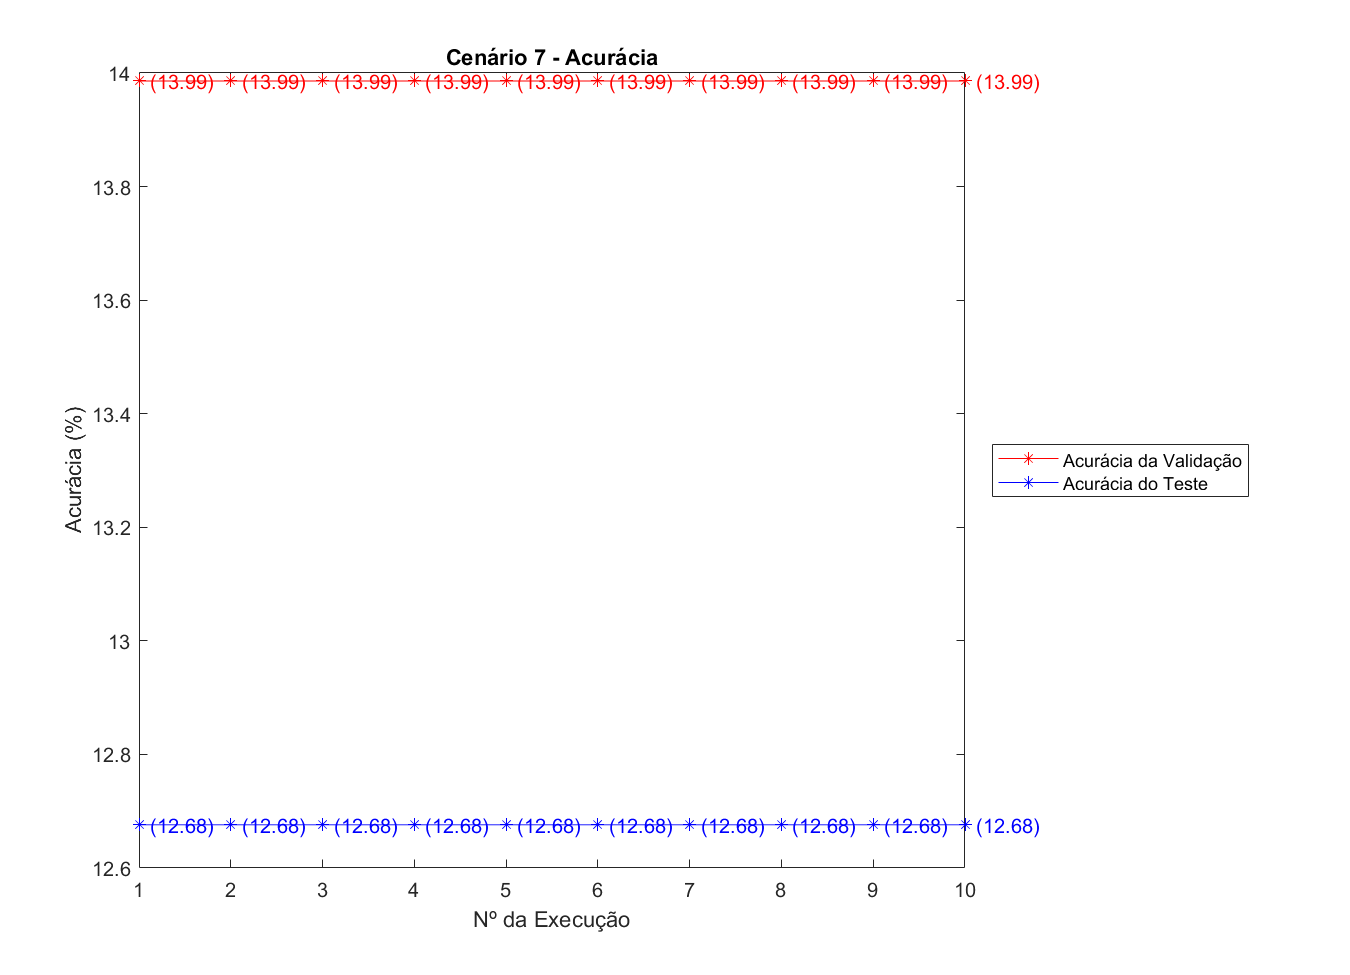 Cenário 7 - Acurácia
14
13.8
13.6
13.4
13.2
13
12.8
12.6
Acurácia (%)
(13.99) (13.99) (13.99) (13.99) (13.99) (13.99) (13.99) (13.99) (13.99) (13.99)
(12.68) (12.68) (12.68) (12.68) (12.68) (12.68) (12.68) (12.68) (12.68) (12.68)
1 2 3 4 5 6 7 8 9 10
Nº da Execução
Acurácia da Validação
Acurácia do Teste